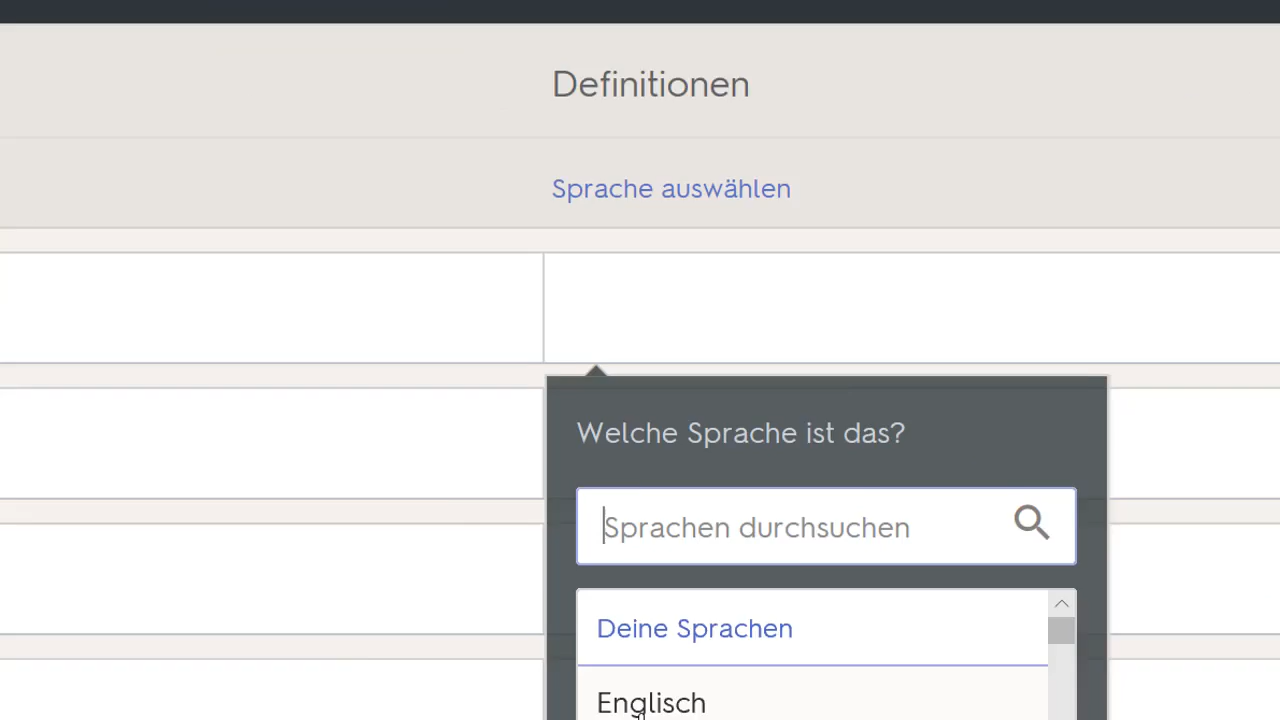 Definitionen
Sprache auswählen
Welche Sprache ist das?
Sprachen durchsuchen
Deine Sprachen
Englisch